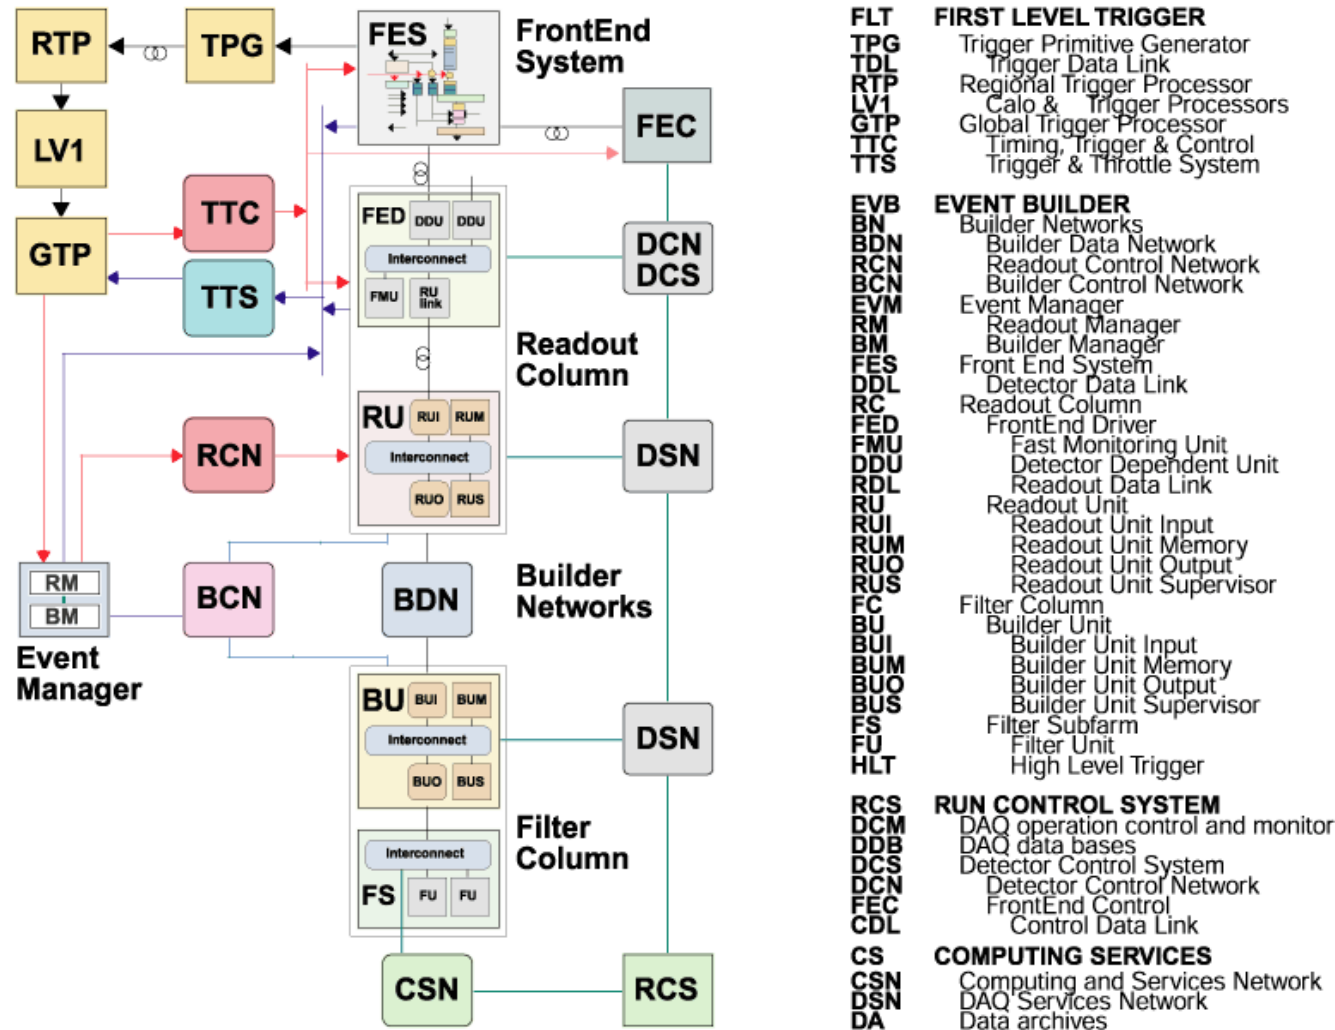 RTP
TPG
FES
FrontEnd
System
FEC
LV1
TTC
GTP
TTS
FED
DDU
DDU
Interconnect
FMU
RU
link
DCN
DCS
Readout
Column
RU
RUI
RUM
Interconnect
RUO
RUS
RCN
DSN
RM
BM
Event
Manager
BCN
BDN
Builder
Networks
BU
BUI
BUM
Interconnect
BUO
BUS
DSN
Filter
Column
Interconnect
FS
FU
FU
CSN
RCS
FLT FIRST LEVEL TRIGGER
TPG Trigger Primitive Generator
TDL Trigger Data Link
RTP Regional Trigger Processor
LV1 Calo & Trigger Processors
GTP Global Trigger Processor
TTC Timing, Trigger & Control
TTS Trigger & Throttle System
EVB EVENT BUILDER
BN Builder Networks
BDN Builder Data Network
RCN Readout Control Network
BCN Builder Control Network
EVM Event Manager
RM Readout Manager
BM Builder Manager
FES Front End System
DDL Detector Data Link
RC Readout Column
FED FrontEnd Driver
FMU Fast Monitoring Unit
DDU Detector Dependent Unit
RDL Readout Data Link
RU Readout Unit
RUI Readout Unit Input
RUM Readout Unit Memory
RUO Readout Unit Output
RUS Readout Unit Supervisor
FC Filter Column
BU Builder Unit
BUI Builder Unit Input
BUM Builder Unit Memory
BUO Builder Unit Output
BUS Builder Unit Supervisor
FS Filter Subfarm
FU Filter Unit
HLT High Level Trigger
RCS RUN CONTROL SYSTEM
DCM DAQ operation control and monitor
DDB DAQ data bases
DCS Detector Control System
DCN Detector Control Network
FEC FrontEnd Control
CDL Control Data Link
CS COMPUTING SERVICES
CSN Computing and Services Network
DSN DAQ Services Network
DA Data archives